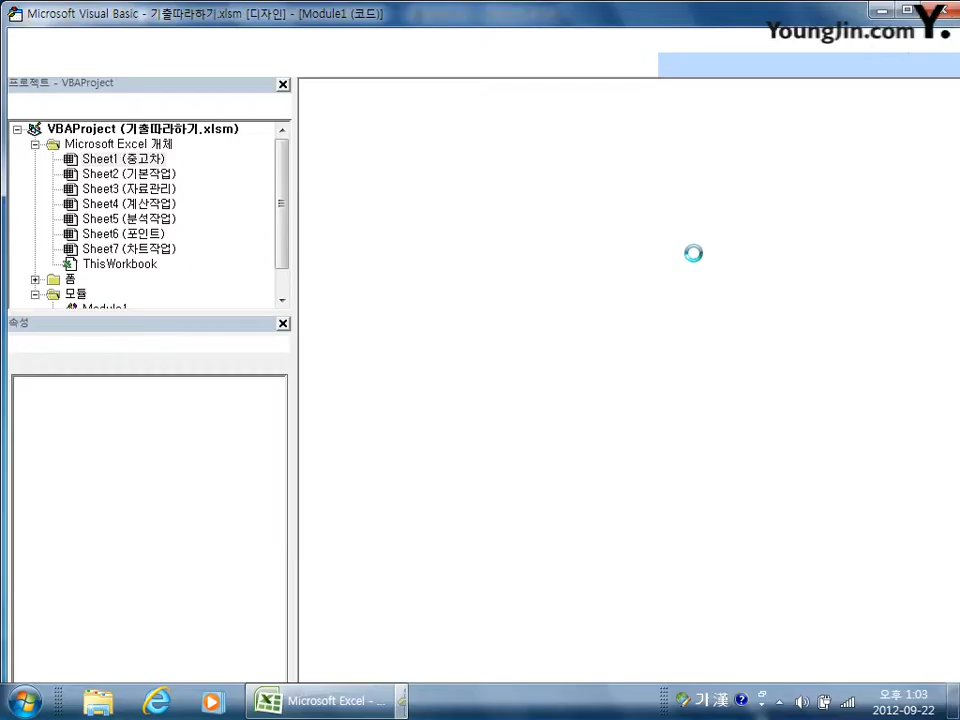 Microsoft Visual Basic - 기출따라하기.xlsm [디자인] - [Module1 (코드)]
YoungJin.com Y.
프로젝트 - VBAProject
VBAProject (기출따라하기.xlsm)
Microsoft Excel 개체
Sheet1 (중고차)
Sheet2 (기본작업)
Sheet3 (자료관리)
Sheet4 (계산작업)
Sheet5 (분석작업)
Sheet6 (포인트)
Sheet7 (차트작업)
ThisWorkbook
폼
모듈
Module1
속성
Microsoft Excel - ...
가 漢
오후 1:03
2012-09-22